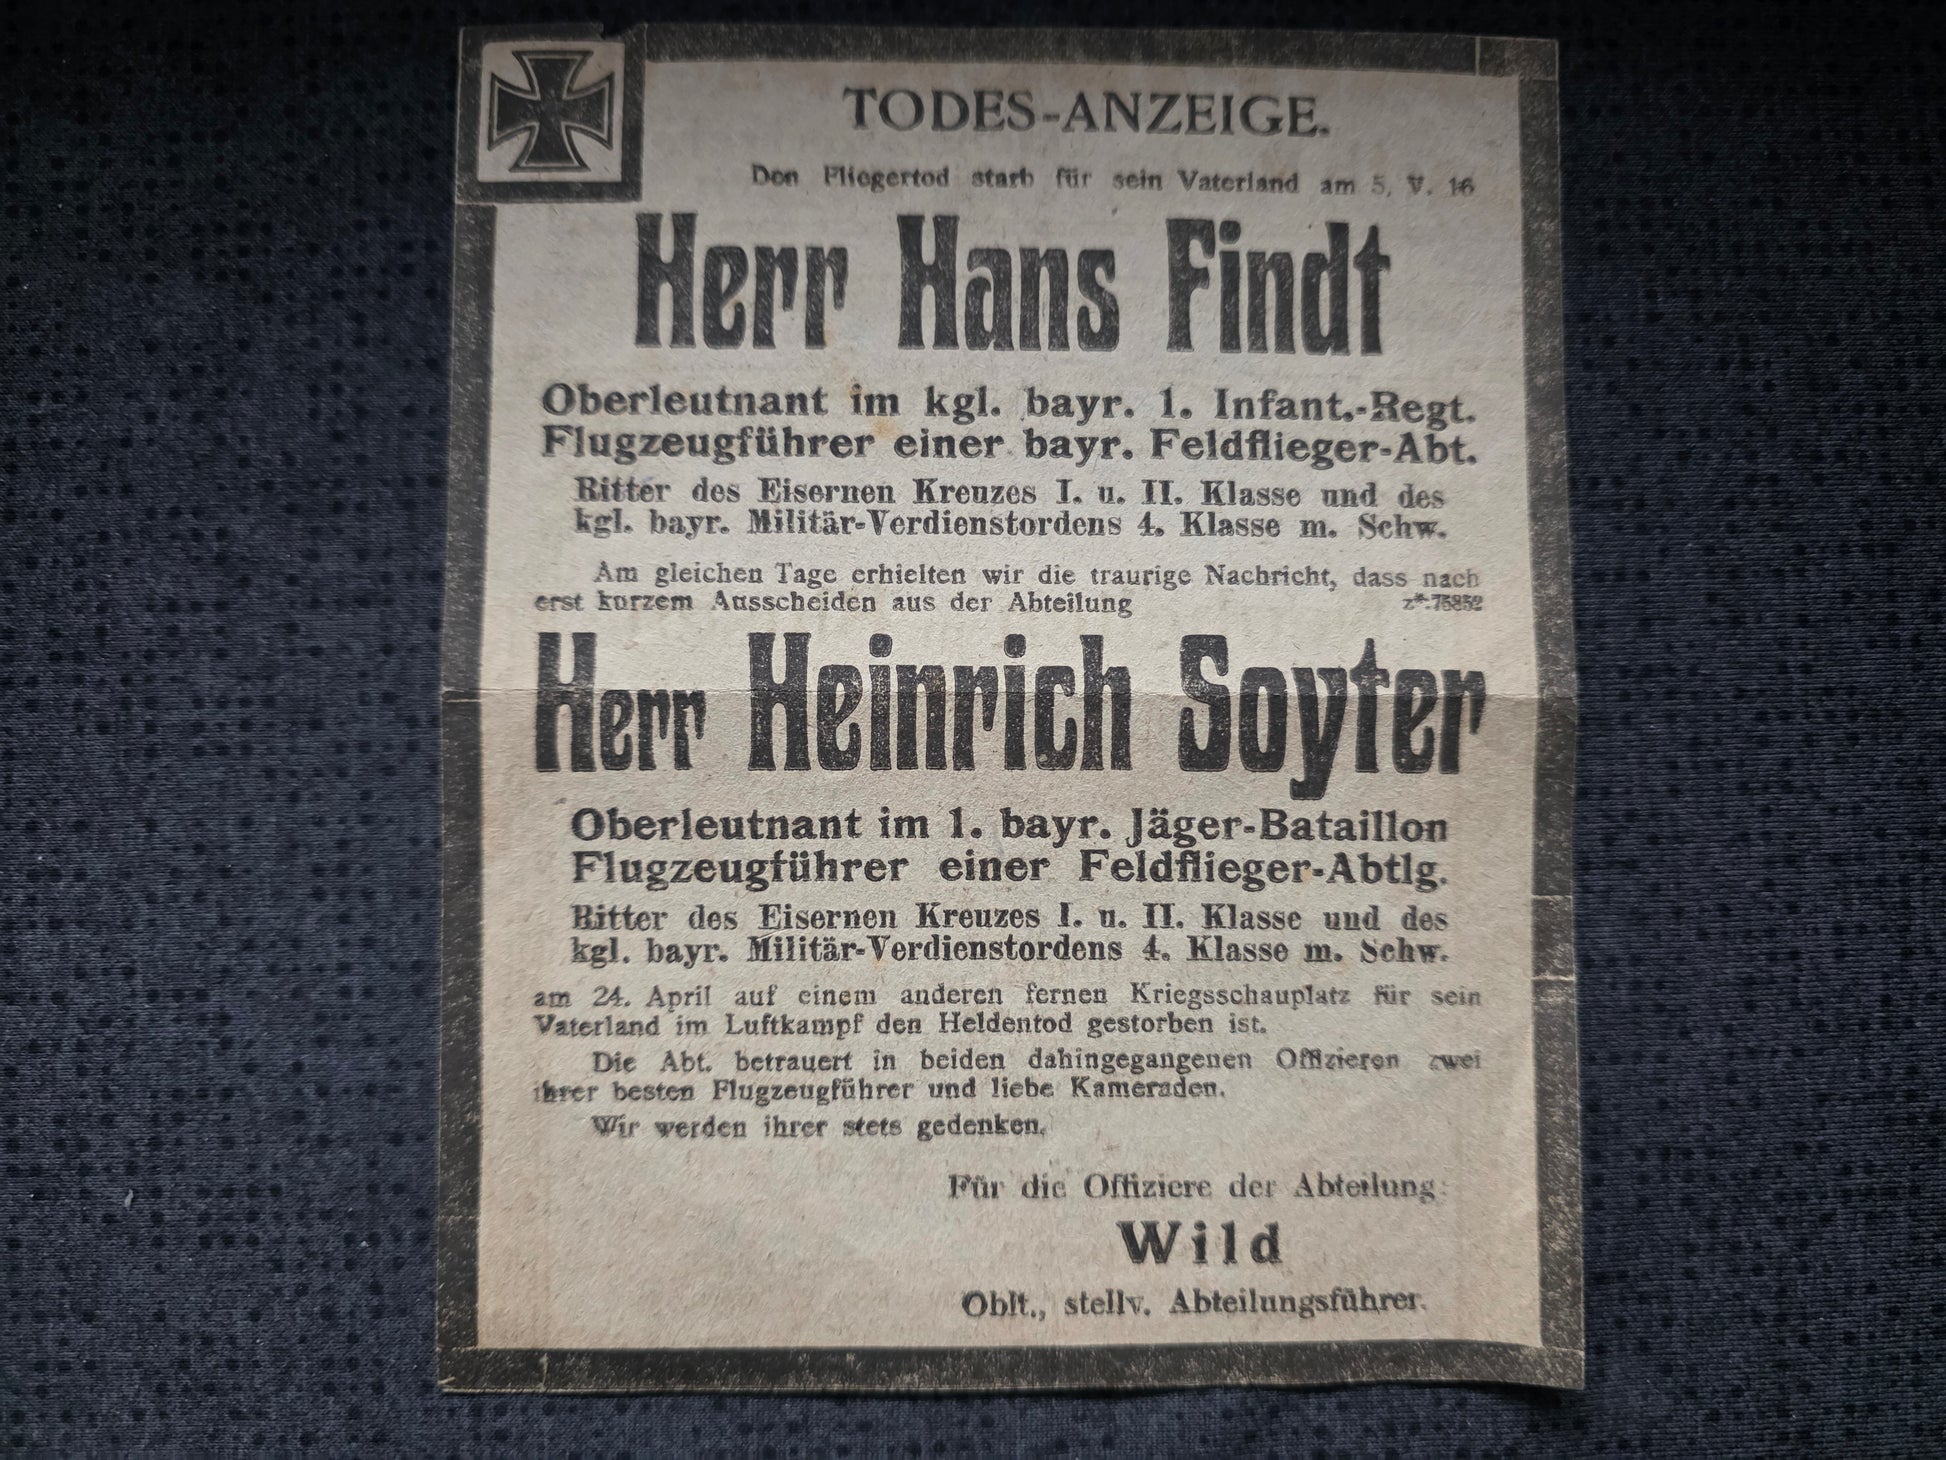 TODES-ANZEIGE.
Den Fliegertod starb für sein Vaterland am 5. V. 16
Herr Hans Findt
Oberleutnant im kgl. bayr. 1. Infant.-Regt.
Flugzeugführer einer bayr. Feldflieger-Abt.
Ritter des Eisernen Kreuzes I. u. II. Klasse und des
kgl. bayr. Militär-Verdienstordens 4. Klasse m. Schw.
Am gleichen Tage erhielten wir die traurige Nachricht, dass nach
erst kurzem Ausscheiden aus der Abteilung z*.75852
Herr Heinrich Soyter
Oberleutnant im 1. bayr. Jäger-Bataillon
Flugzeugführer einer Feldflieger-Abtlg.
Ritter des Eisernen Kreuzes I. u. II. Klasse und des
kgl. bayr. Militär-Verdienstordens 4. Klasse m. Schw.
am 24. April auf einem anderen fernen Kriegsschauplatz für sein
Vaterland im Luftkampf den Heldentod gestorben ist.
Die Abt. betrauert in beiden dahingegangenen Offizieren zwei
ihrer besten Flugzeugführer und liebe Kameraden.
Wir werden ihrer stets gedenken.
Für die Offiziere der Abteilung:
Wild
Oblt., stellv. Abteilungsführer.